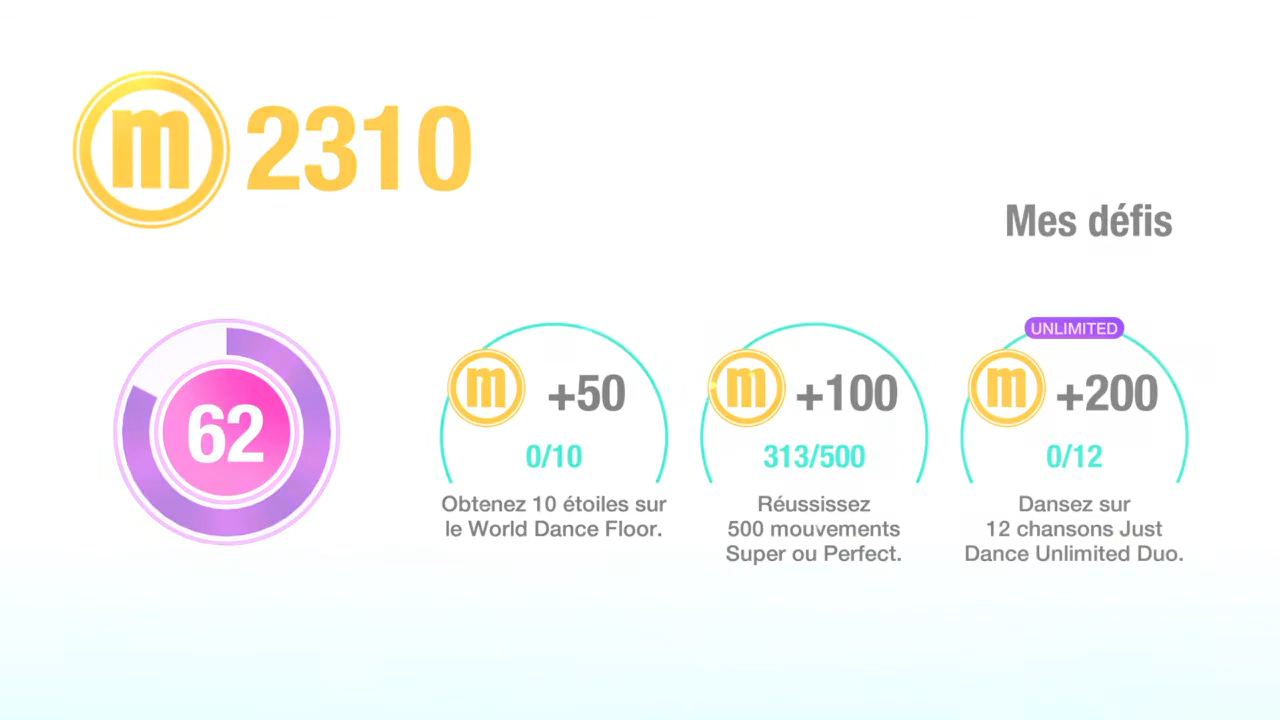 m 2310
Mes défis
62
m +50
0/10
Obtenez 10 étoiles sur
le World Dance Floor.
m +100
313/500
Réussissez
500 mouvements
Super ou Perfect.
UNLIMITED
m +200
0/12
Dansez sur
12 chansons Just
Dance Unlimited Duo.